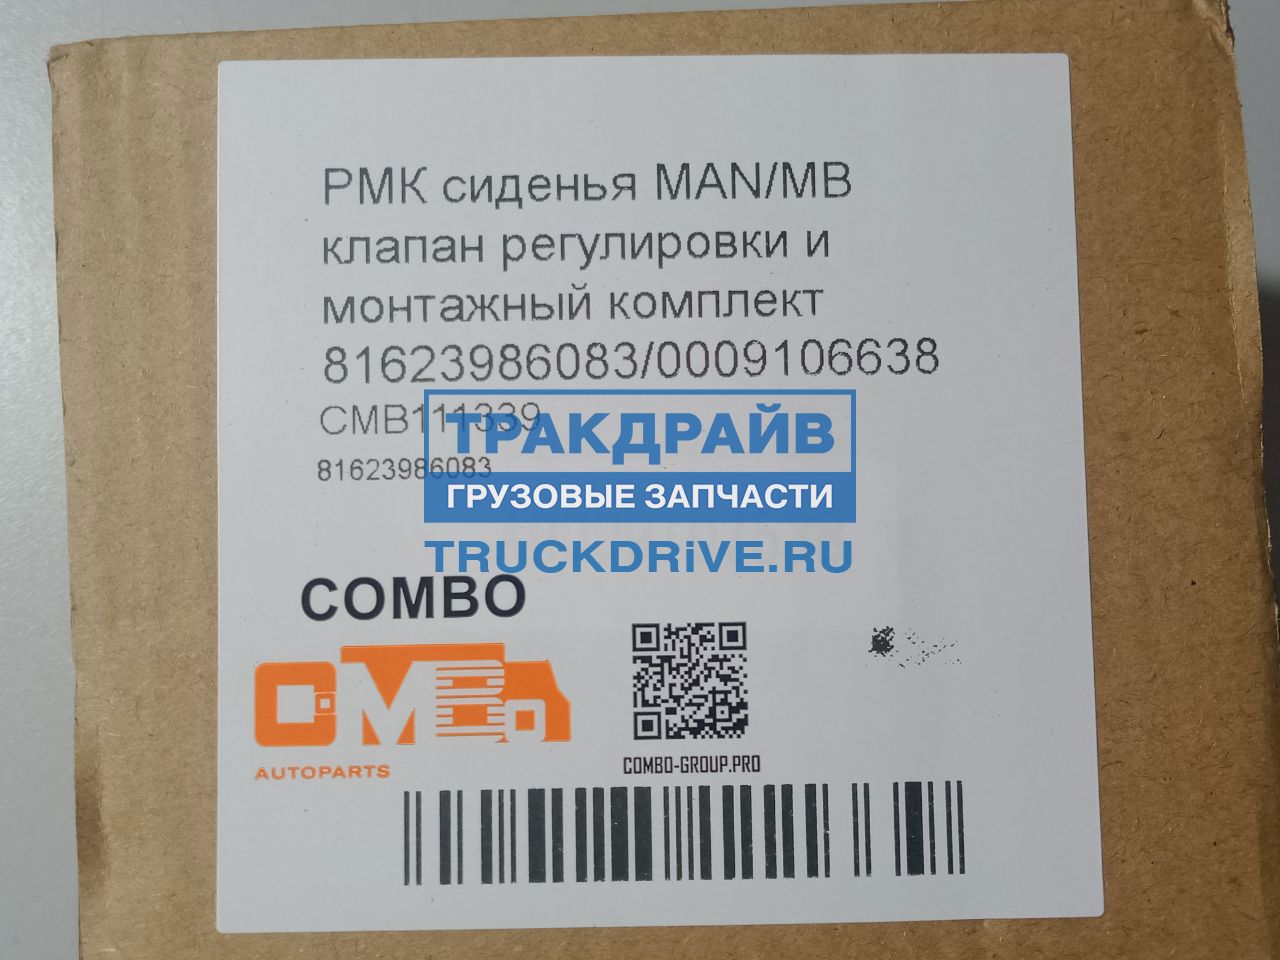 РМК сиденья MAN/MB
клапан регулировки и
монтажный комплект
81623986083/0009106638
CMB111339
81623986083
ТРАКДРАЙВ
ГРУЗОВЫЕ ЗАПЧАСТИ
TRUCKDRiVE.RU
COMBO
CMBo
AUTOPARTS
COMBO-GROUP.PRO